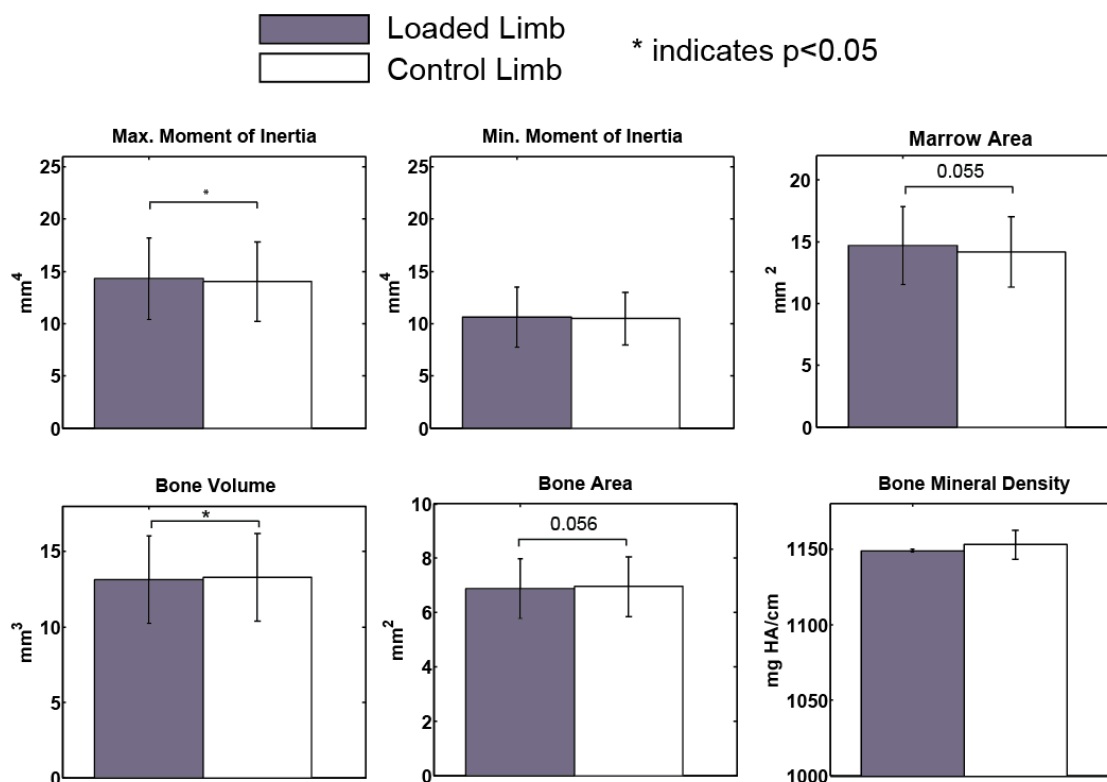 Loaded Limb
Control Limb
* indicates p<0.05
Max. Moment of Inertia
25
20
15
10
5
0
mm⁴
*
Min. Moment of Inertia
25
20
15
10
5
0
mm⁴
Marrow Area
20
15
10
5
0
mm²
0.055
Bone Volume
15
10
5
0
mm³
*
Bone Area
10
8
6
4
2
0
mm²
0.056
Bone Mineral Density
1150
1100
1050
1000
mg HA/cm